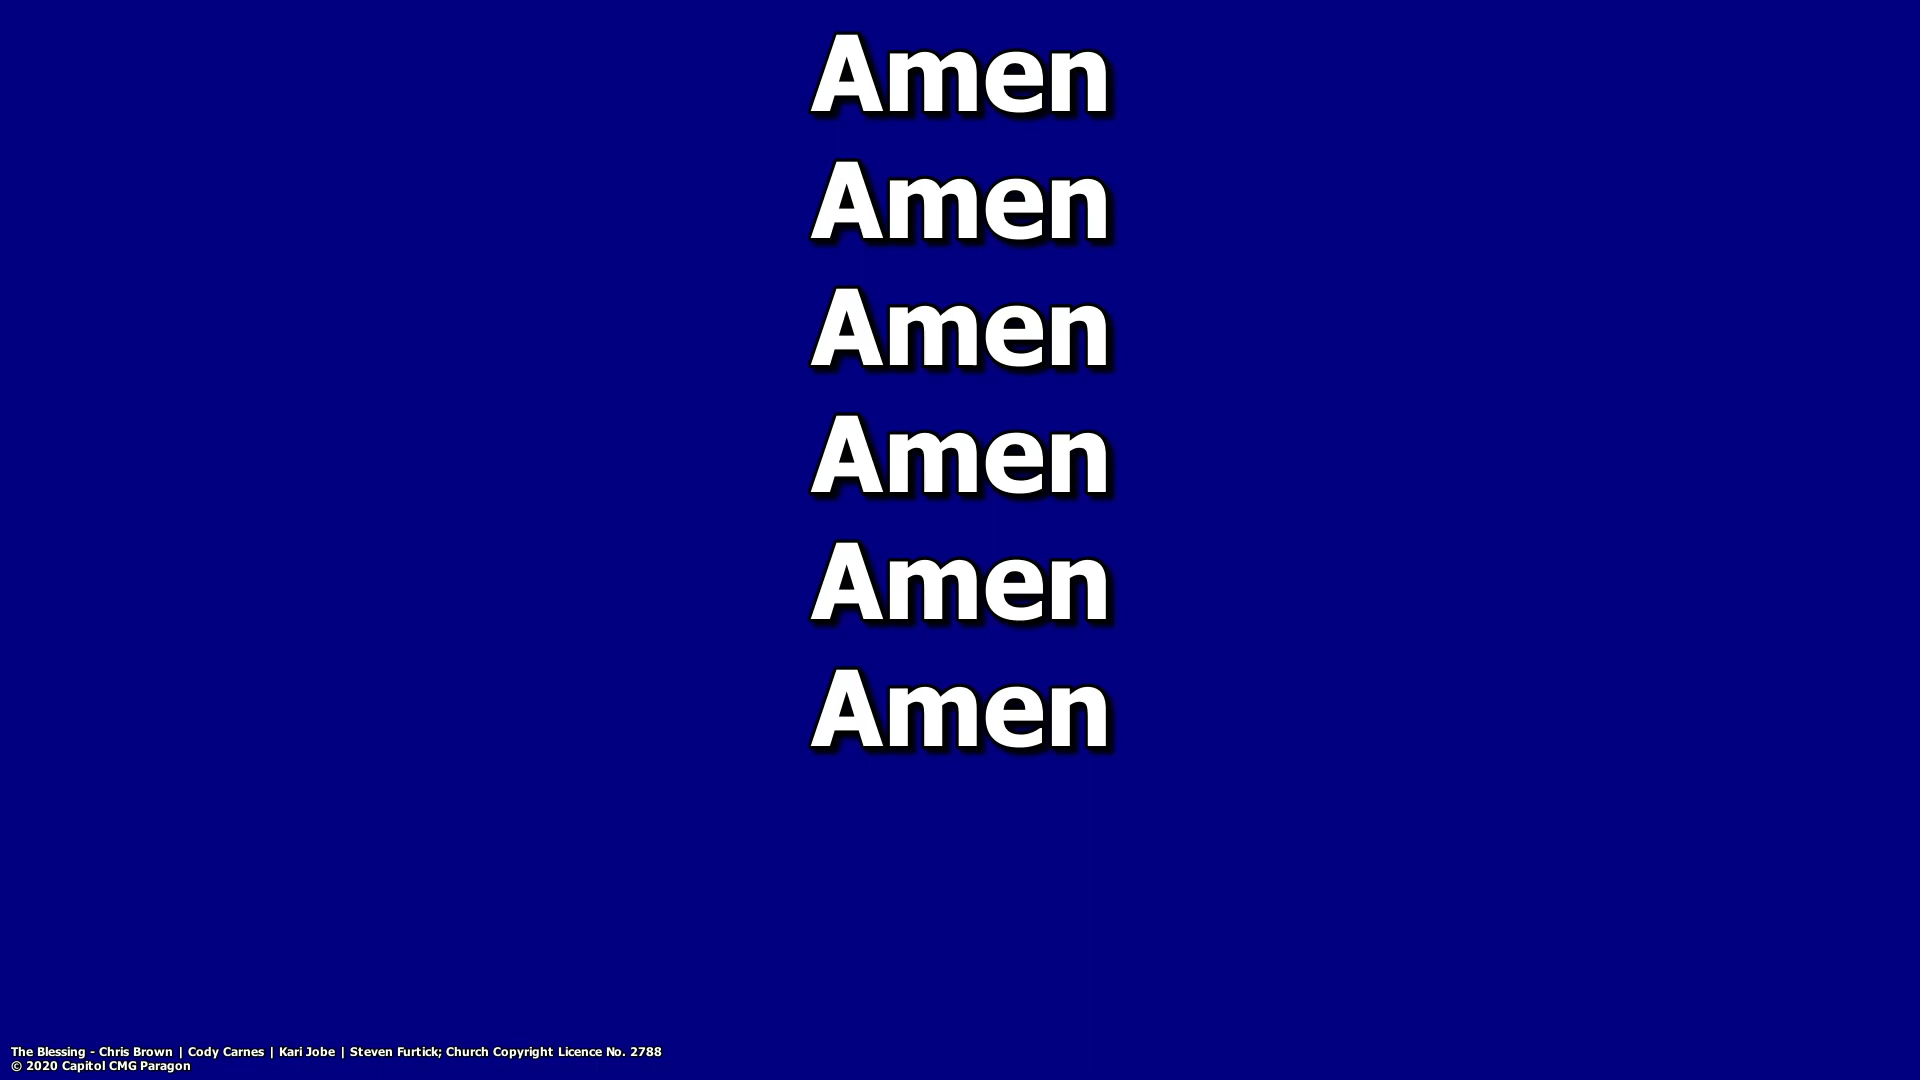 Amen
Amen
Amen
Amen
Amen
Amen
The Blessing - Chris Brown | Cody Carnes | Kari Jobe | Steven Furtick; Church Copyright Licence No. 2788
© 2020 Capitol CMG Paragon